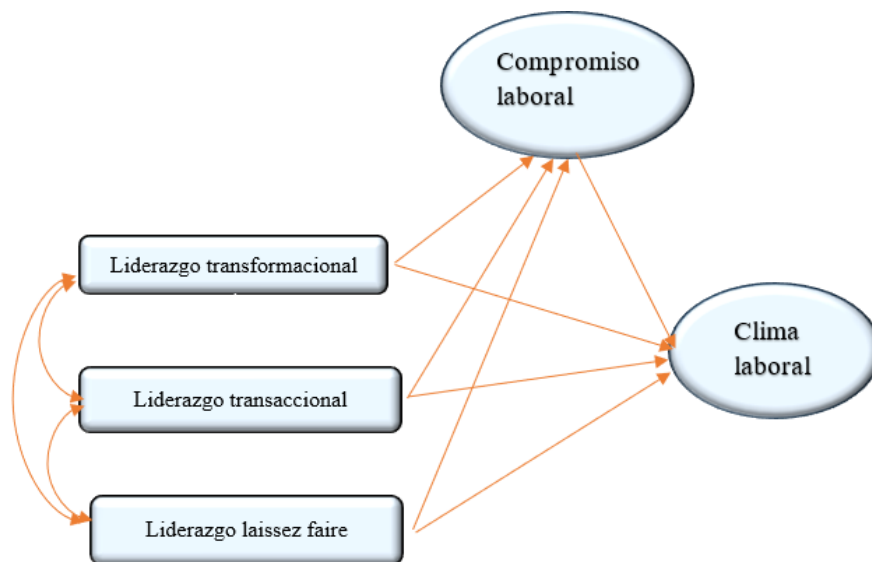 Compromiso
laboral
Liderazgo transformacional
Clima
laboral
Liderazgo transaccional
Liderazgo laissez faire